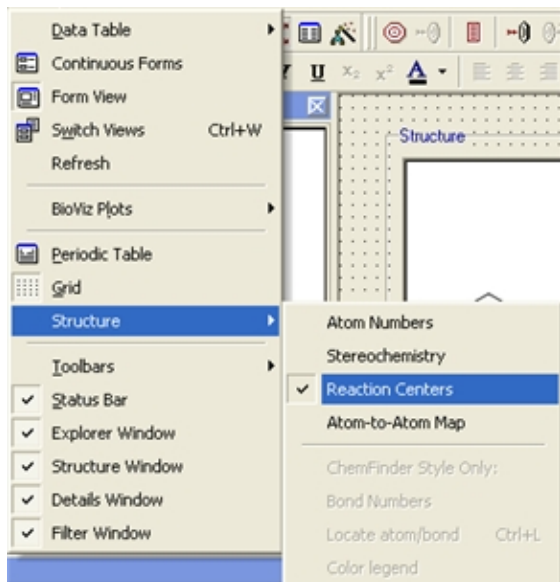 Data Table
Continuous Forms
Form View
Switch Views Ctrl+W
Refresh
BioViz Plots
Periodic Table
Grid
Structure
Toolbars
Status Bar
Explorer Window
Structure Window
Details Window
Filter Window
U x₂ x² A
Structure
Atom Numbers
Stereochemistry
Reaction Centers
Atom-to-Atom Map
ChemFinder Style Only:
Bond Numbers
Locate atom/bond Ctrl+L
Color legend